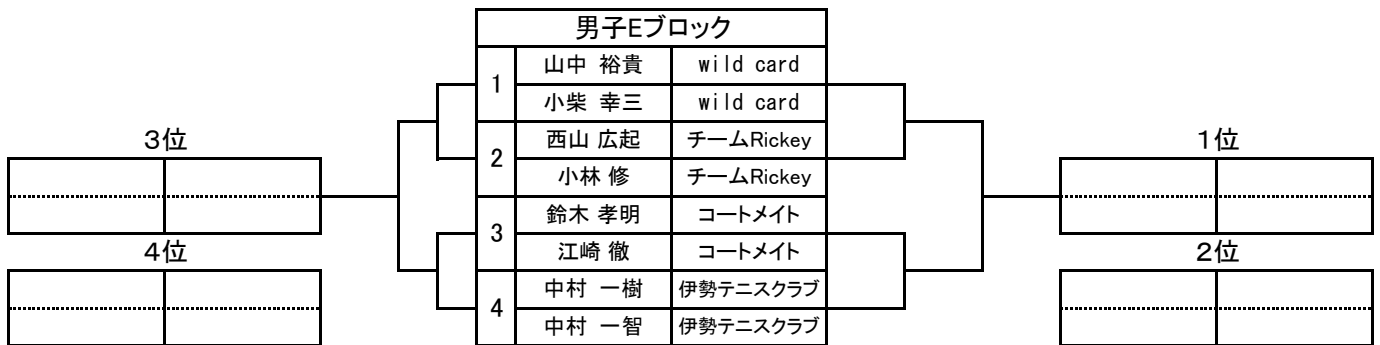 男子Eブロック
1
山中 裕貴 wild card
小柴 幸三 wild card
2
西山 広起 チームRickey
小林 修 チームRickey
3
鈴木 孝明 コートメイト
江崎 徹 コートメイト
4
中村 一樹 伊勢テニスクラブ
中村 一智 伊勢テニスクラブ
3位
4位
1位
2位